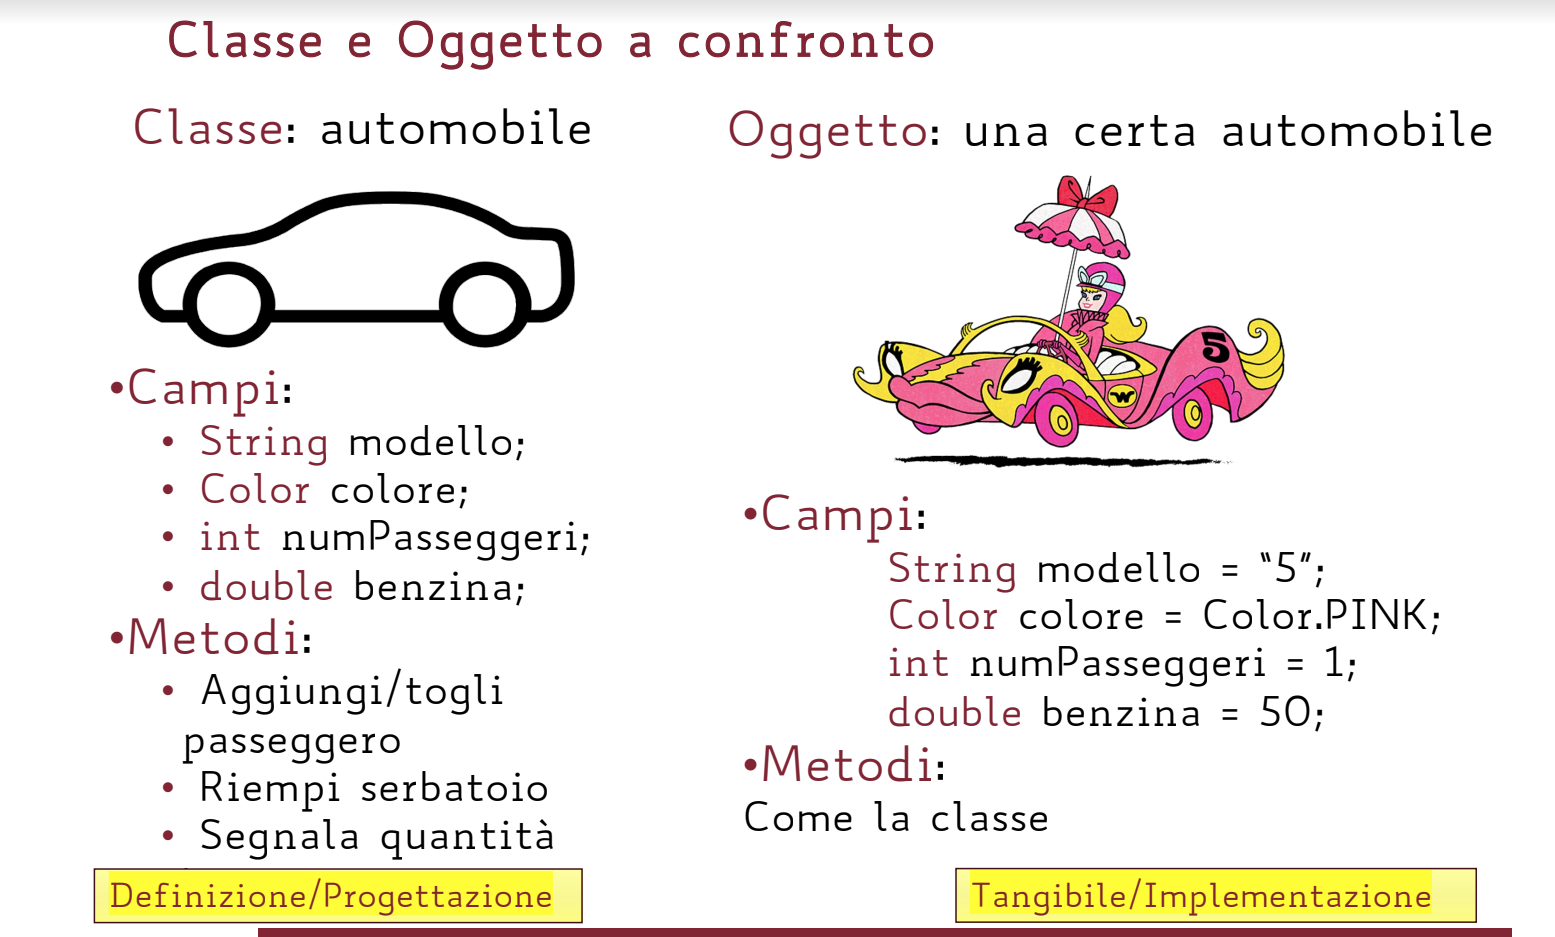 Classe e Oggetto a confronto
Classe: automobile
•Campi:
• String modello;
• Color colore;
• int numPasseggeri;
• double benzina;
•Metodi:
• Aggiungi/togli
passeggero
• Riempi serbatoio
• Segnala quantità
Definizione/Progettazione
Oggetto: una certa automobile
5
W
•Campi:
String modello = “5”;
Color colore = Color.PINK;
int numPasseggeri = 1;
double benzina = 50;
•Metodi:
Come la classe
Tangibile/Implementazione